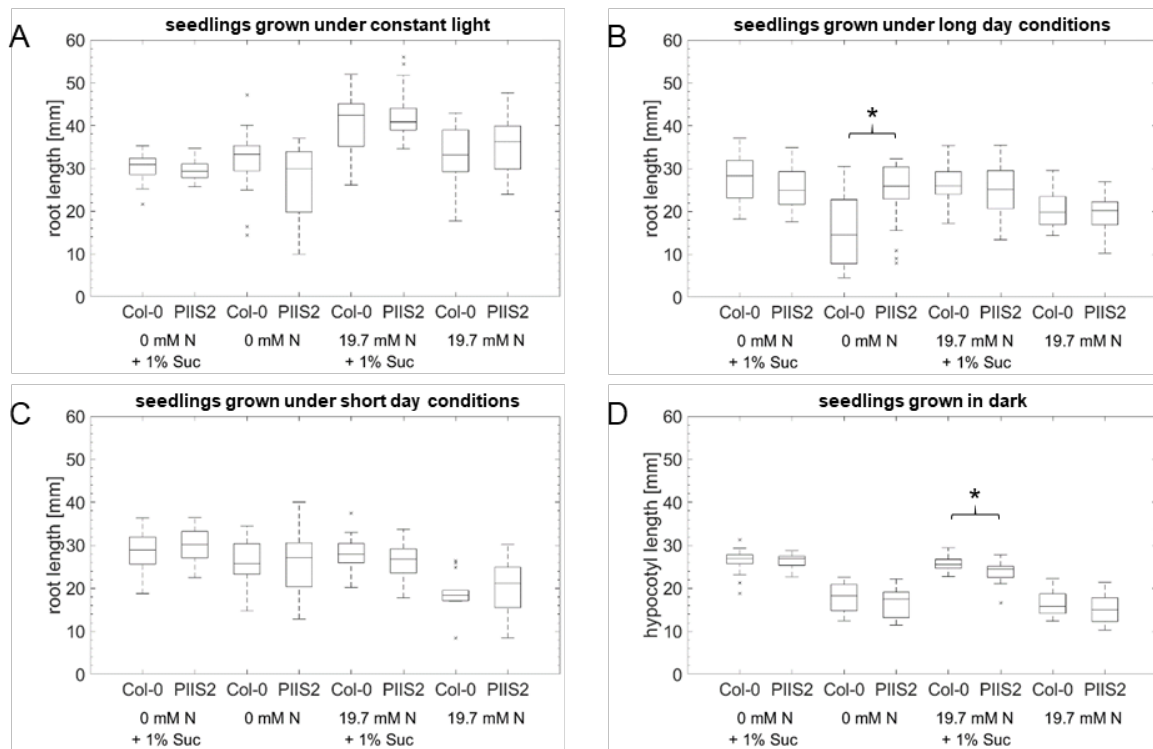 A
seedlings grown under constant light
60
50
40
30
20
10
0
root length [mm]
Col-0 PIIS2 Col-0 PIIS2 Col-0 PIIS2 Col-0 PIIS2
0 mM N 0 mM N 19.7 mM N 19.7 mM N
+ 1% Suc + 1% Suc
B
seedlings grown under long day conditions
60
50
40
30
20
10
0
root length [mm]
*
Col-0 PIIS2 Col-0 PIIS2 Col-0 PIIS2 Col-0 PIIS2
0 mM N 0 mM N 19.7 mM N 19.7 mM N
+ 1% Suc + 1% Suc
C
seedlings grown under short day conditions
60
50
40
30
20
10
0
root length [mm]
Col-0 PIIS2 Col-0 PIIS2 Col-0 PIIS2 Col-0 PIIS2
0 mM N 0 mM N 19.7 mM N 19.7 mM N
+ 1% Suc + 1% Suc
D
seedlings grown in dark
60
50
40
30
20
10
0
hypocotyl length [mm]
*
Col-0 PIIS2 Col-0 PIIS2 Col-0 PIIS2 Col-0 PIIS2
0 mM N 0 mM N 19.7 mM N 19.7 mM N
+ 1% Suc + 1% Suc